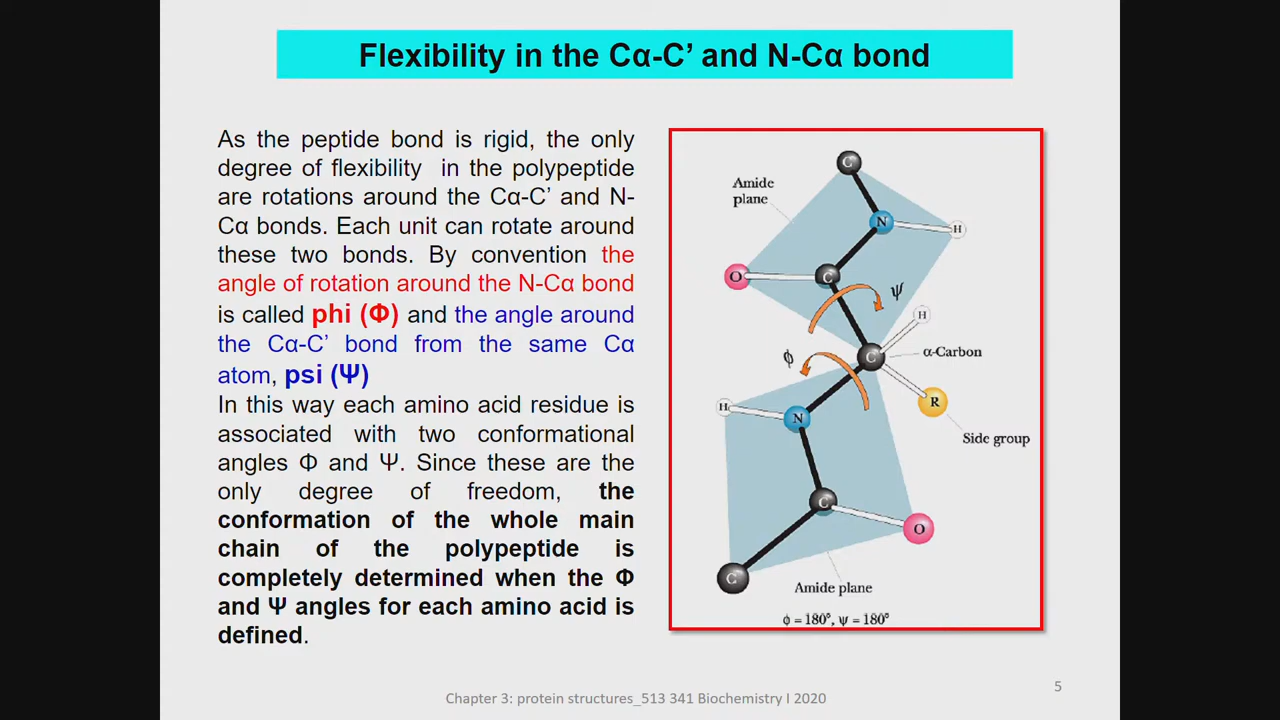 Flexibility in the Cα-C’ and N-Cα bond
As the peptide bond is rigid, the only
degree of flexibility in the polypeptide
are rotations around the Cα-C’ and N-
Cα bonds. Each unit can rotate around
these two bonds. By convention the
angle of rotation around the N-Cα bond
is called phi (Φ) and the angle around
the Cα-C’ bond from the same Cα
atom, psi (Ψ)
In this way each amino acid residue is
associated with two conformational
angles Φ and Ψ. Since these are the
only degree of freedom, the
conformation of the whole main
chain of the polypeptide is
completely determined when the Φ
and Ψ angles for each amino acid is
defined.
C
Amide
plane
N
H
O
C
ψ
H
ϕ
C
α-Carbon
R
H
N
Side group
C
O
C
Amide plane
ϕ = 180°, ψ = 180°
5
Chapter 3: protein structures_513 341 Biochemistry I 2020